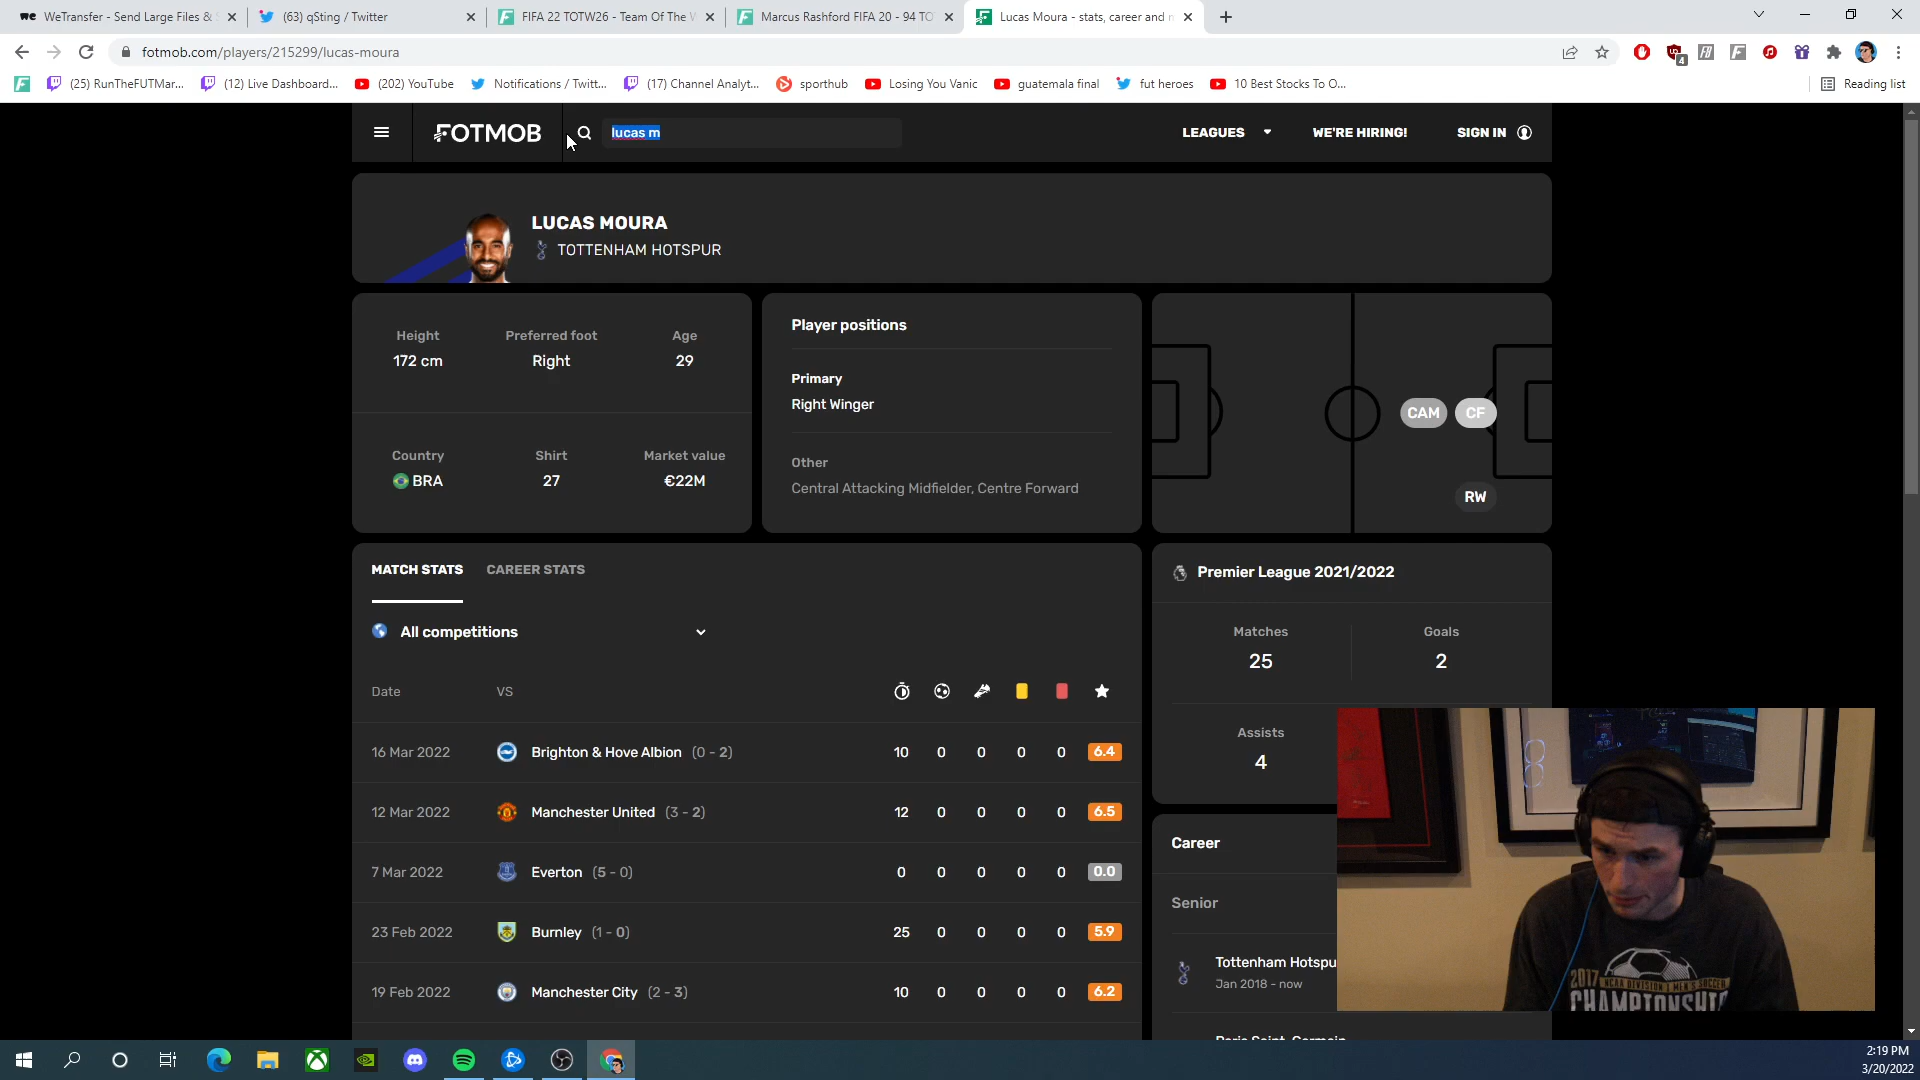 WeTransfer - Send Large Files &
(63) qSting / Twitter
FIFA 22 TOTW26 - Team Of The W
Marcus Rashford FIFA 20 - 94 TO
Lucas Moura - stats, career and m
fotmob.com/players/215299/lucas-moura
(25) RunTheFUTMar...
(12) Live Dashboard...
(202) YouTube
Notifications / Twitt...
(17) Channel Analyt...
sporthub
Losing You Vanic
guatemala final
fut heroes
10 Best Stocks To O...
Reading list
FOTMOB
lucas m
LEAGUES
WE'RE HIRING!
SIGN IN
LUCAS MOURA
TOTTENHAM HOTSPUR
Height
172 cm
Preferred foot
Right
Age
29
Country
BRA
Shirt
27
Market value
€22M
Player positions
Primary
Right Winger
Other
Central Attacking Midfielder, Centre Forward
CAM
CF
RW
MATCH STATS
CAREER STATS
All competitions
Date VS
16 Mar 2022 Brighton & Hove Albion (0 - 2) 10 0 0 0 0 6.4
12 Mar 2022 Manchester United (3 - 2) 12 0 0 0 0 6.5
7 Mar 2022 Everton (5 - 0) 0 0 0 0 0 0.0
23 Feb 2022 Burnley (1 - 0) 25 0 0 0 0 5.9
19 Feb 2022 Manchester City (2 - 3) 10 0 0 0 0 6.2
Premier League 2021/2022
Matches
25
Goals
2
Assists
4
Career
Senior
Tottenham Hotspu
Jan 2018 - now
Paris Saint-Germain
2017
NCAA DIVISION I MEN'S SOCCER
CHAMPIONSHIP
4
2:19 PM
3/20/2022